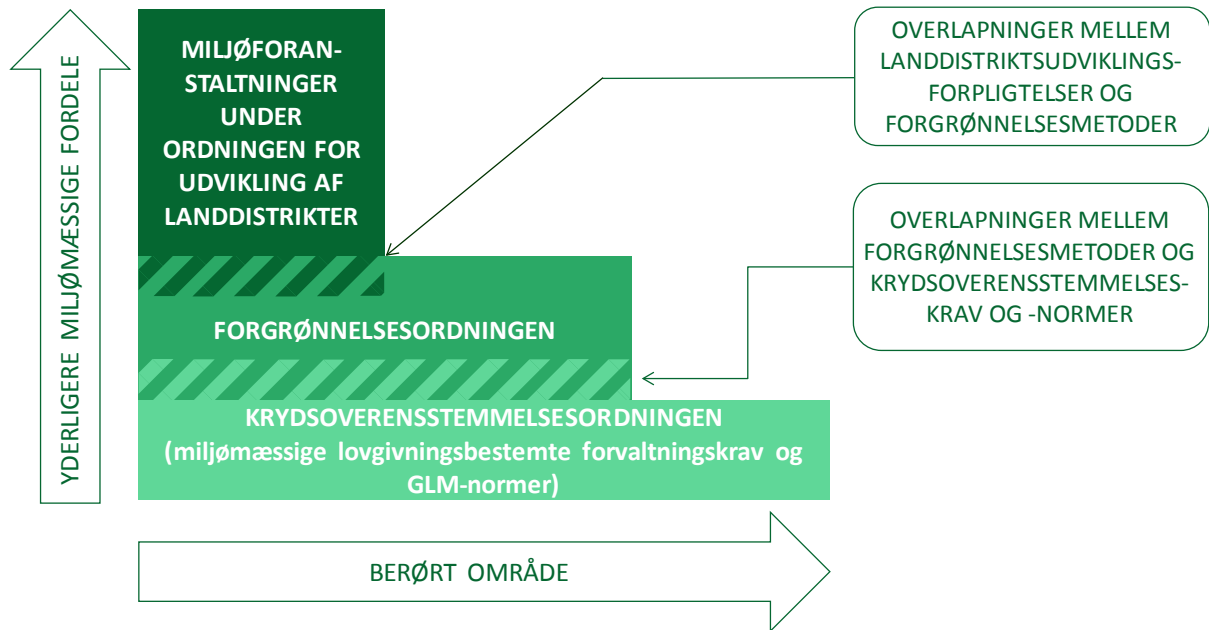 YDERLIGERE MILJØMÆSSIGE FORDELE
MILJØFORAN-
STALTNINGER
UNDER
ORDNINGEN FOR
UDVIKLING AF
LANDDISTRIKTER
FORGRØNNELSESORDNINGEN
KRYDSOVERENSSTEMMELSESORDNINGEN
(miljømæssige lovgivningsbestemte forvaltningskrav og
GLM-normer)
BERØRT OMRÅDE
OVERLAPNINGER MELLEM
LANDDISTRIKTSUDVIKLINGS-
FORPLIGTELSER OG
FORGRØNNELSESMETODER
OVERLAPNINGER MELLEM
FORGRØNNELSESMETODER OG
KRYDSOVERENSSTEMMELSES-
KRAV OG -NORMER